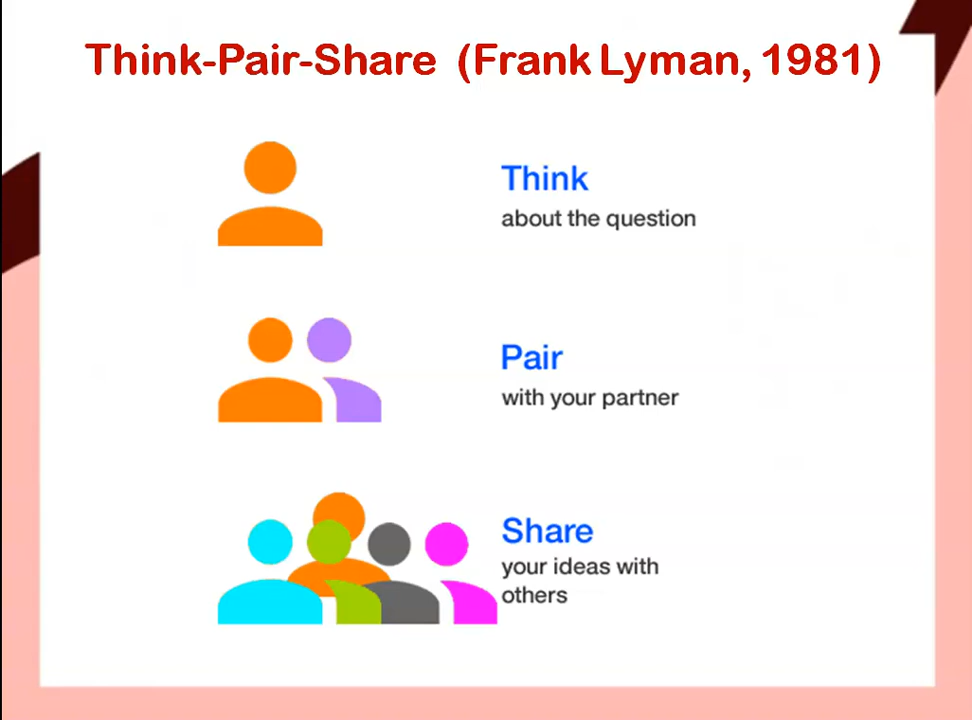 Think-Pair-Share (Frank Lyman, 1981)
Think
about the question
Pair
with your partner
Share
your ideas with
others